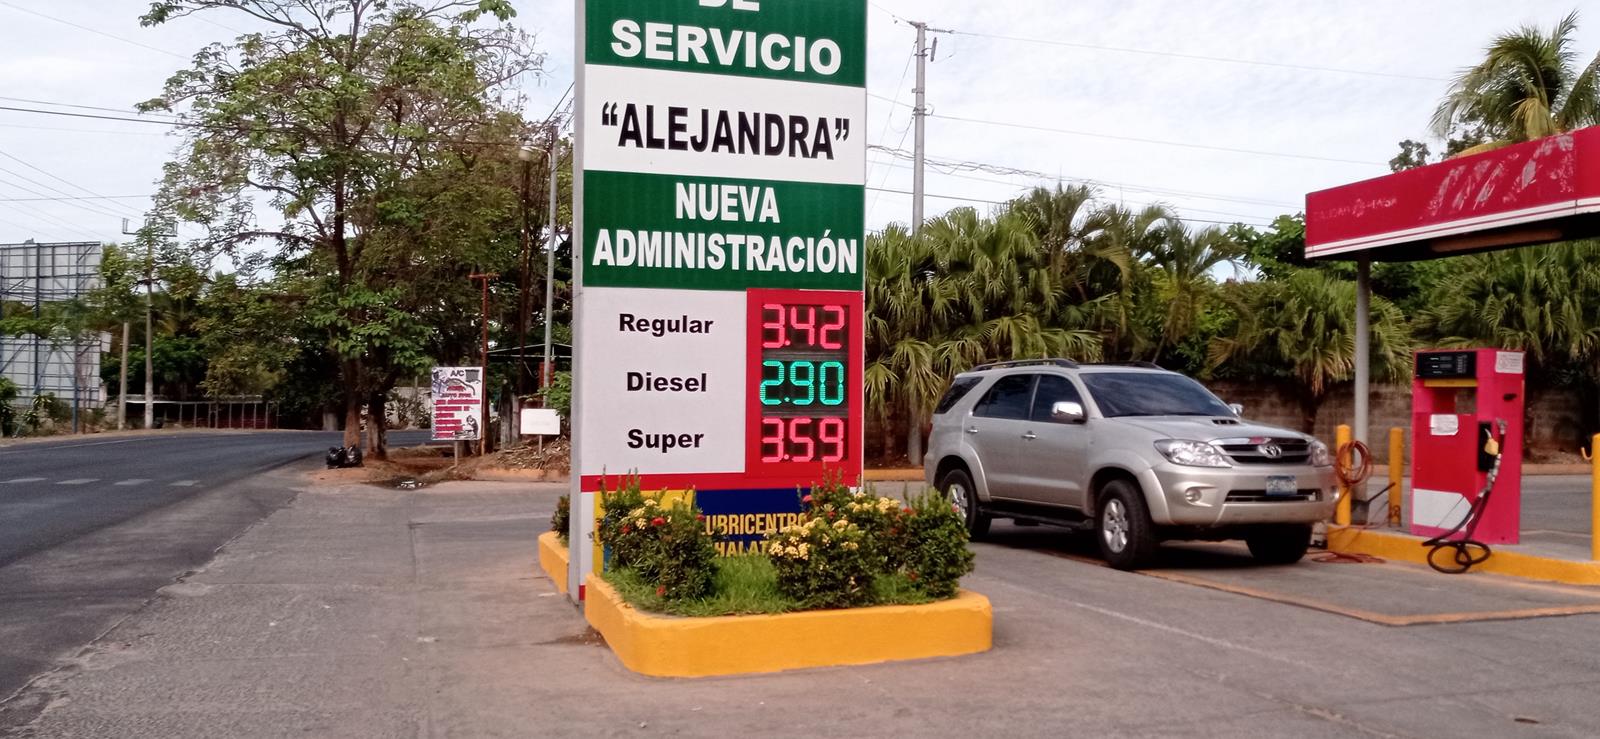 DE
SERVICIO
“ALEJANDRA”
NUEVA
ADMINISTRACIÓN
Regular 3.42
Diesel 2.90
Super 3.59
LUBRICENTRO
A/C